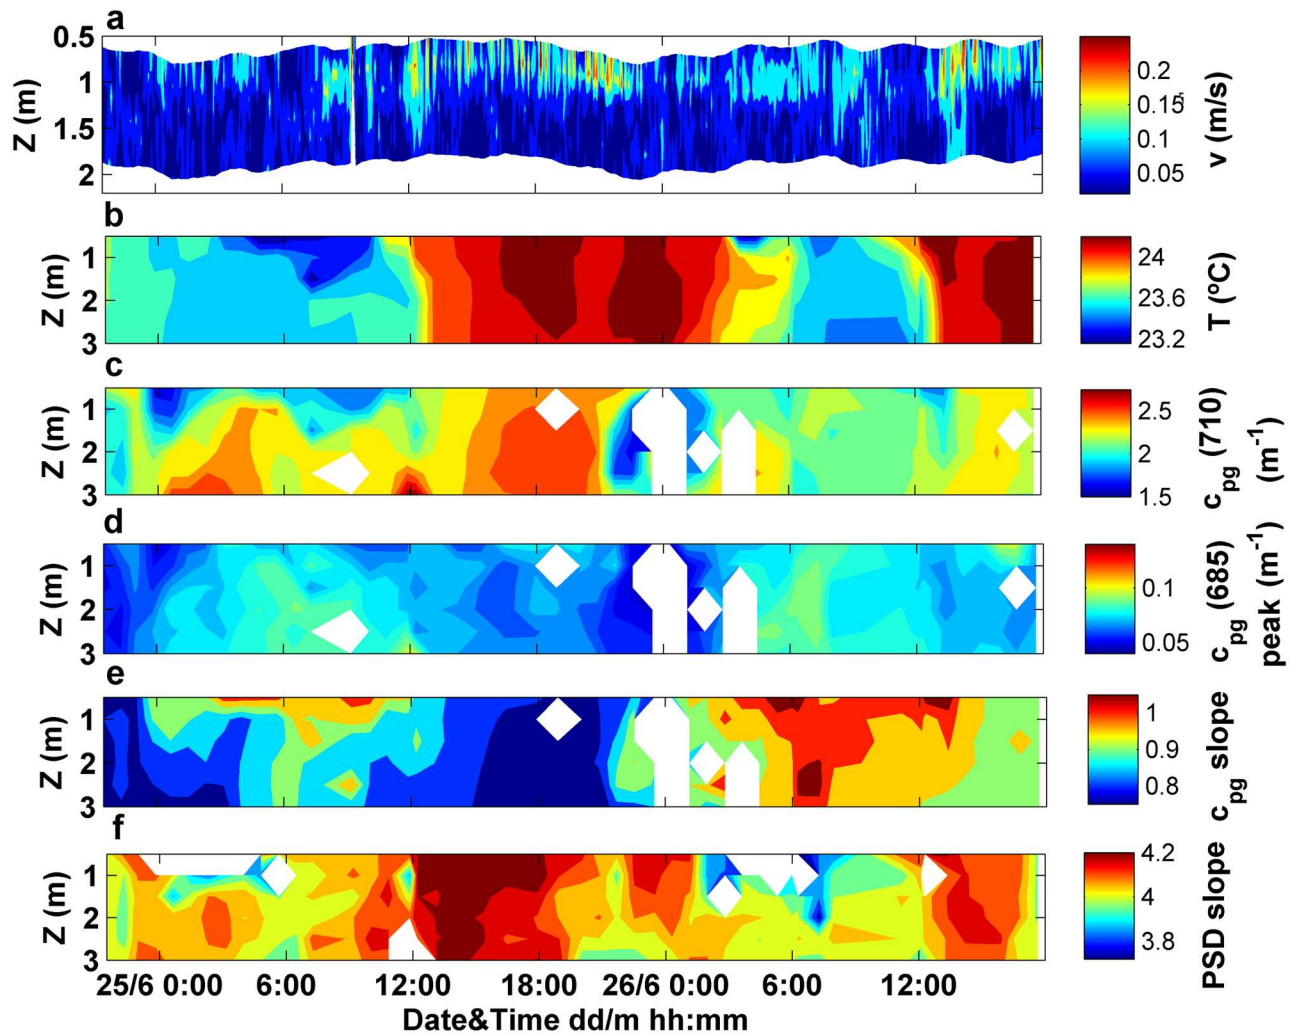 a
0.5
1
1.5
2
Z (m)
0.2
0.15
0.1
0.05
v (m/s)
b
1
2
3
Z (m)
24
23.6
23.2
T (ºC)
c
1
2
3
Z (m)
2.5
2
1.5
c pg (710)
(m-1)
d
1
2
3
Z (m)
0.1
0.05
c pg (685)
peak (m-1)
e
1
2
3
Z (m)
1
0.9
0.8
c pg slope
f
1
2
3
Z (m)
4.2
4
3.8
PSD slope
25/6 0:00 6:00 12:00 18:00 26/6 0:00 6:00 12:00
Date&Time dd/m hh:mm